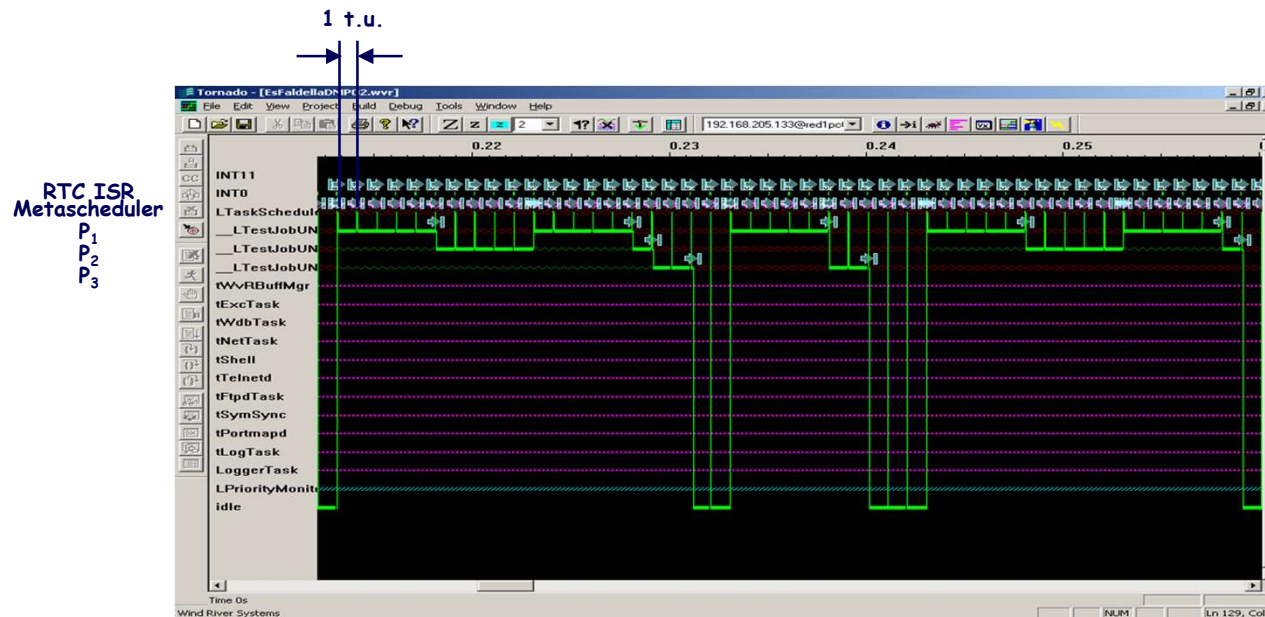 1 t.u.
Tornado - [EsFaldellaDMP02.wvr]
File Edit View Project Build Debug Tools Window Help
Z z z 2 192.168.205.133@red1pc
0.22 0.23 0.24 0.25
INT11
RTC ISR INT0
Metascheduler LTaskSchedul
P1 __LTestJobUN
P2 __LTestJobUN
P3 __LTestJobUN
tWvRBuffMgr
tExcTask
tWdbTask
tNetTask
tShell
tTelnetd
tFtpdTask
tSymSync
tPortmapd
tLogTask
LoggerTask
LPriorityMonit
idle
Time 0s
Wind River Systems NUM Ln 129, Col